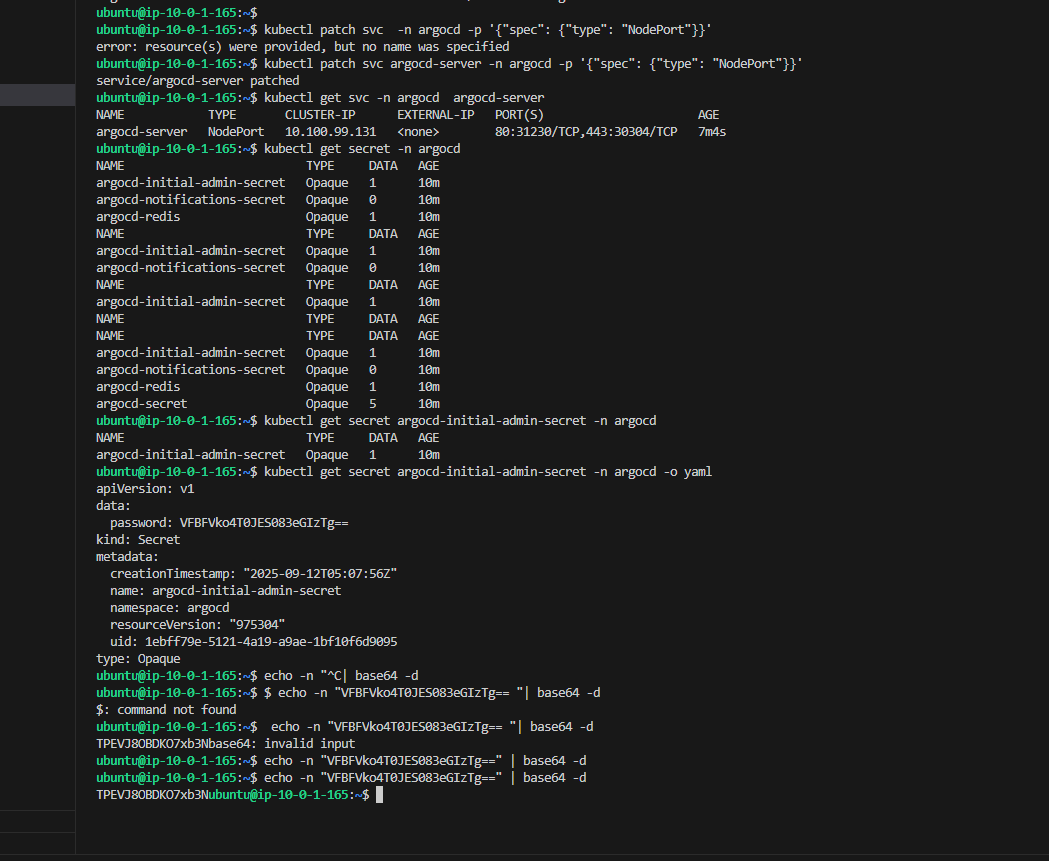 ubuntu@ip-10-0-1-165:~$
ubuntu@ip-10-0-1-165:~$ kubectl patch svc  -n argocd -p '{"spec": {"type": "NodePort"}}'
error: resource(s) were provided, but no name was specified
ubuntu@ip-10-0-1-165:~$ kubectl patch svc argocd-server -n argocd -p '{"spec": {"type": "NodePort"}}'
service/argocd-server patched
ubuntu@ip-10-0-1-165:~$ kubectl get svc -n argocd  argocd-server
NAME            TYPE       CLUSTER-IP      EXTERNAL-IP   PORT(S)                      AGE
argocd-server   NodePort   10.100.99.131   <none>        80:31230/TCP,443:30304/TCP   7m4s
ubuntu@ip-10-0-1-165:~$ kubectl get secret -n argocd
NAME                          TYPE     DATA   AGE
argocd-initial-admin-secret   Opaque   1      10m
argocd-notifications-secret   Opaque   0      10m
argocd-redis                  Opaque   1      10m
NAME                          TYPE     DATA   AGE
argocd-initial-admin-secret   Opaque   1      10m
argocd-notifications-secret   Opaque   0      10m
NAME                          TYPE     DATA   AGE
argocd-initial-admin-secret   Opaque   1      10m
NAME                          TYPE     DATA   AGE
NAME                          TYPE     DATA   AGE
argocd-initial-admin-secret   Opaque   1      10m
argocd-notifications-secret   Opaque   0      10m
argocd-redis                  Opaque   1      10m
argocd-secret                 Opaque   5      10m
ubuntu@ip-10-0-1-165:~$ kubectl get secret argocd-initial-admin-secret -n argocd
NAME                          TYPE     DATA   AGE
argocd-initial-admin-secret   Opaque   1      10m
ubuntu@ip-10-0-1-165:~$ kubectl get secret argocd-initial-admin-secret -n argocd -o yaml
apiVersion: v1
data:
  password: VFBFVko4T0JES083eGIzTg==
kind: Secret
metadata:
  creationTimestamp: "2025-09-12T05:07:56Z"
  name: argocd-initial-admin-secret
  namespace: argocd
  resourceVersion: "975304"
  uid: 1ebff79e-5121-4a19-a9ae-1bf10f6d9095
type: Opaque
ubuntu@ip-10-0-1-165:~$ echo -n "^C| base64 -d
ubuntu@ip-10-0-1-165:~$ $ echo -n "VFBFVko4T0JES083eGIzTg== "| base64 -d
$: command not found
ubuntu@ip-10-0-1-165:~$  echo -n "VFBFVko4T0JES083eGIzTg== "| base64 -d
TPEVJ8OBDKO7xb3Nbase64: invalid input
ubuntu@ip-10-0-1-165:~$ echo -n "VFBFVko4T0JES083eGIzTg==" | base64 -d
ubuntu@ip-10-0-1-165:~$ echo -n "VFBFVko4T0JES083eGIzTg==" | base64 -d
TPEVJ8OBDKO7xb3Nubuntu@ip-10-0-1-165:~$